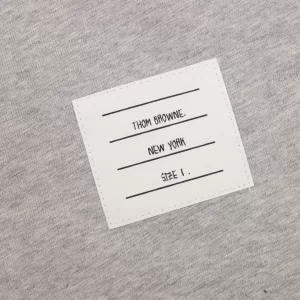 THOM BROWNE.
NEW YORK
SIZE 1.